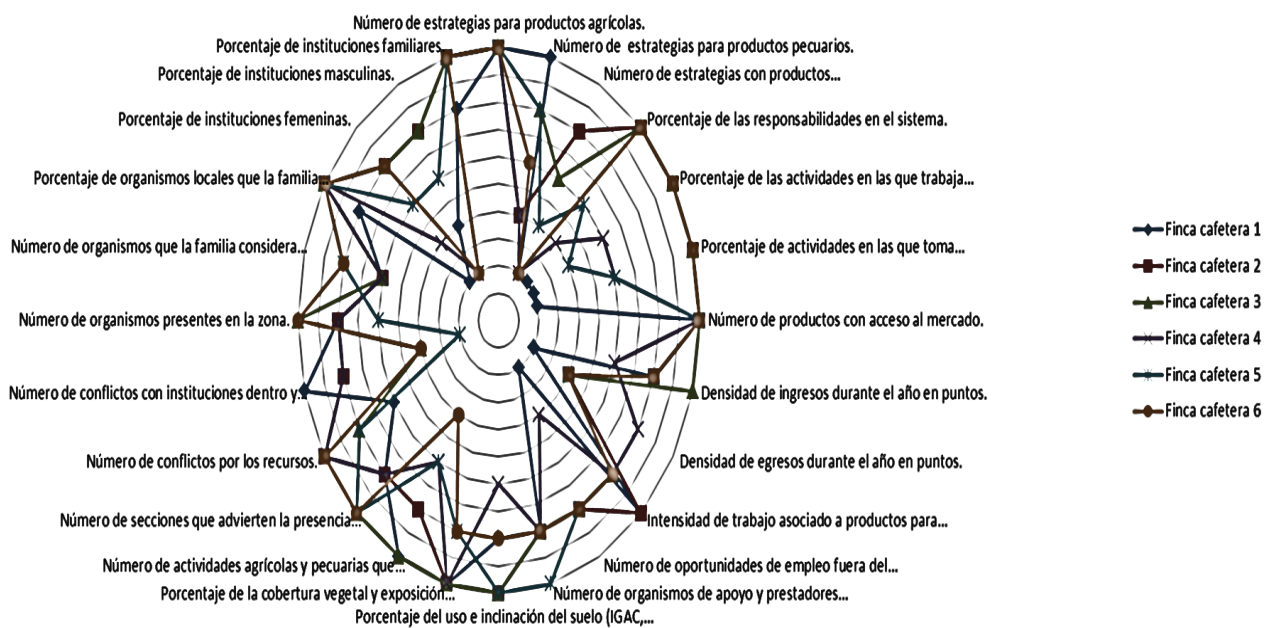 Número de estrategias para productos agrícolas.
Número de estrategias para productos pecuarios.
Número de estrategias con productos...
Porcentaje de las responsabilidades en el sistema.
Porcentaje de las actividades en las que trabaja...
Porcentaje de actividades en las que toma...
Número de productos con acceso al mercado.
Densidad de ingresos durante el año en puntos.
Densidad de egresos durante el año en puntos.
Intensidad de trabajo asociado a productos para...
Número de oportunidades de empleo fuera del...
Número de organismos de apoyo y prestadores...
Porcentaje del uso e inclinación del suelo (IGAC,...
Porcentaje de la cobertura vegetal y exposición...
Número de actividades agrícolas y pecuarias que...
Número de secciones que advierten la presencia...
Número de conflictos por los recursos.
Número de conflictos con instituciones dentro y...
Número de organismos presentes en la zona.
Número de organismos que la familia considera...
Porcentaje de organismos locales que la familia...
Porcentaje de instituciones femeninas.
Porcentaje de instituciones masculinas.
Porcentaje de instituciones familiares.
Finca cafetera 1
Finca cafetera 2
Finca cafetera 3
Finca cafetera 4
Finca cafetera 5
Finca cafetera 6